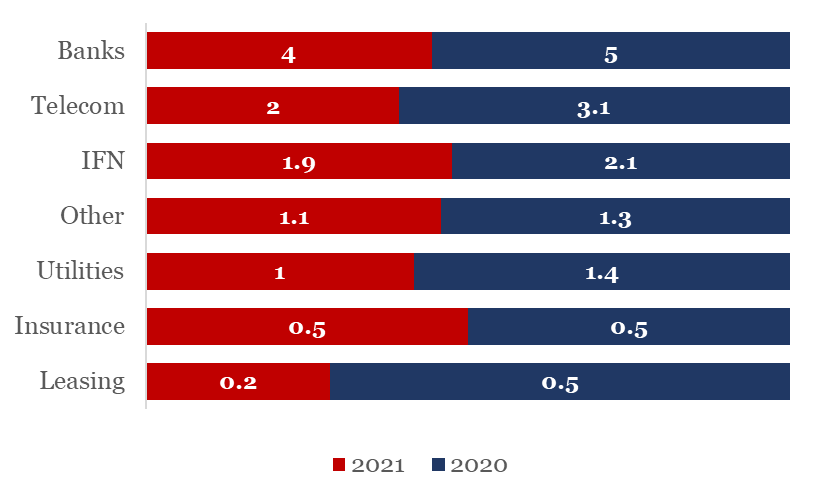 Banks 4 5
Telecom 2 3.1
IFN 1.9 2.1
Other 1.1 1.3
Utilities 1 1.4
Insurance 0.5 0.5
Leasing 0.2 0.5
2021 2020